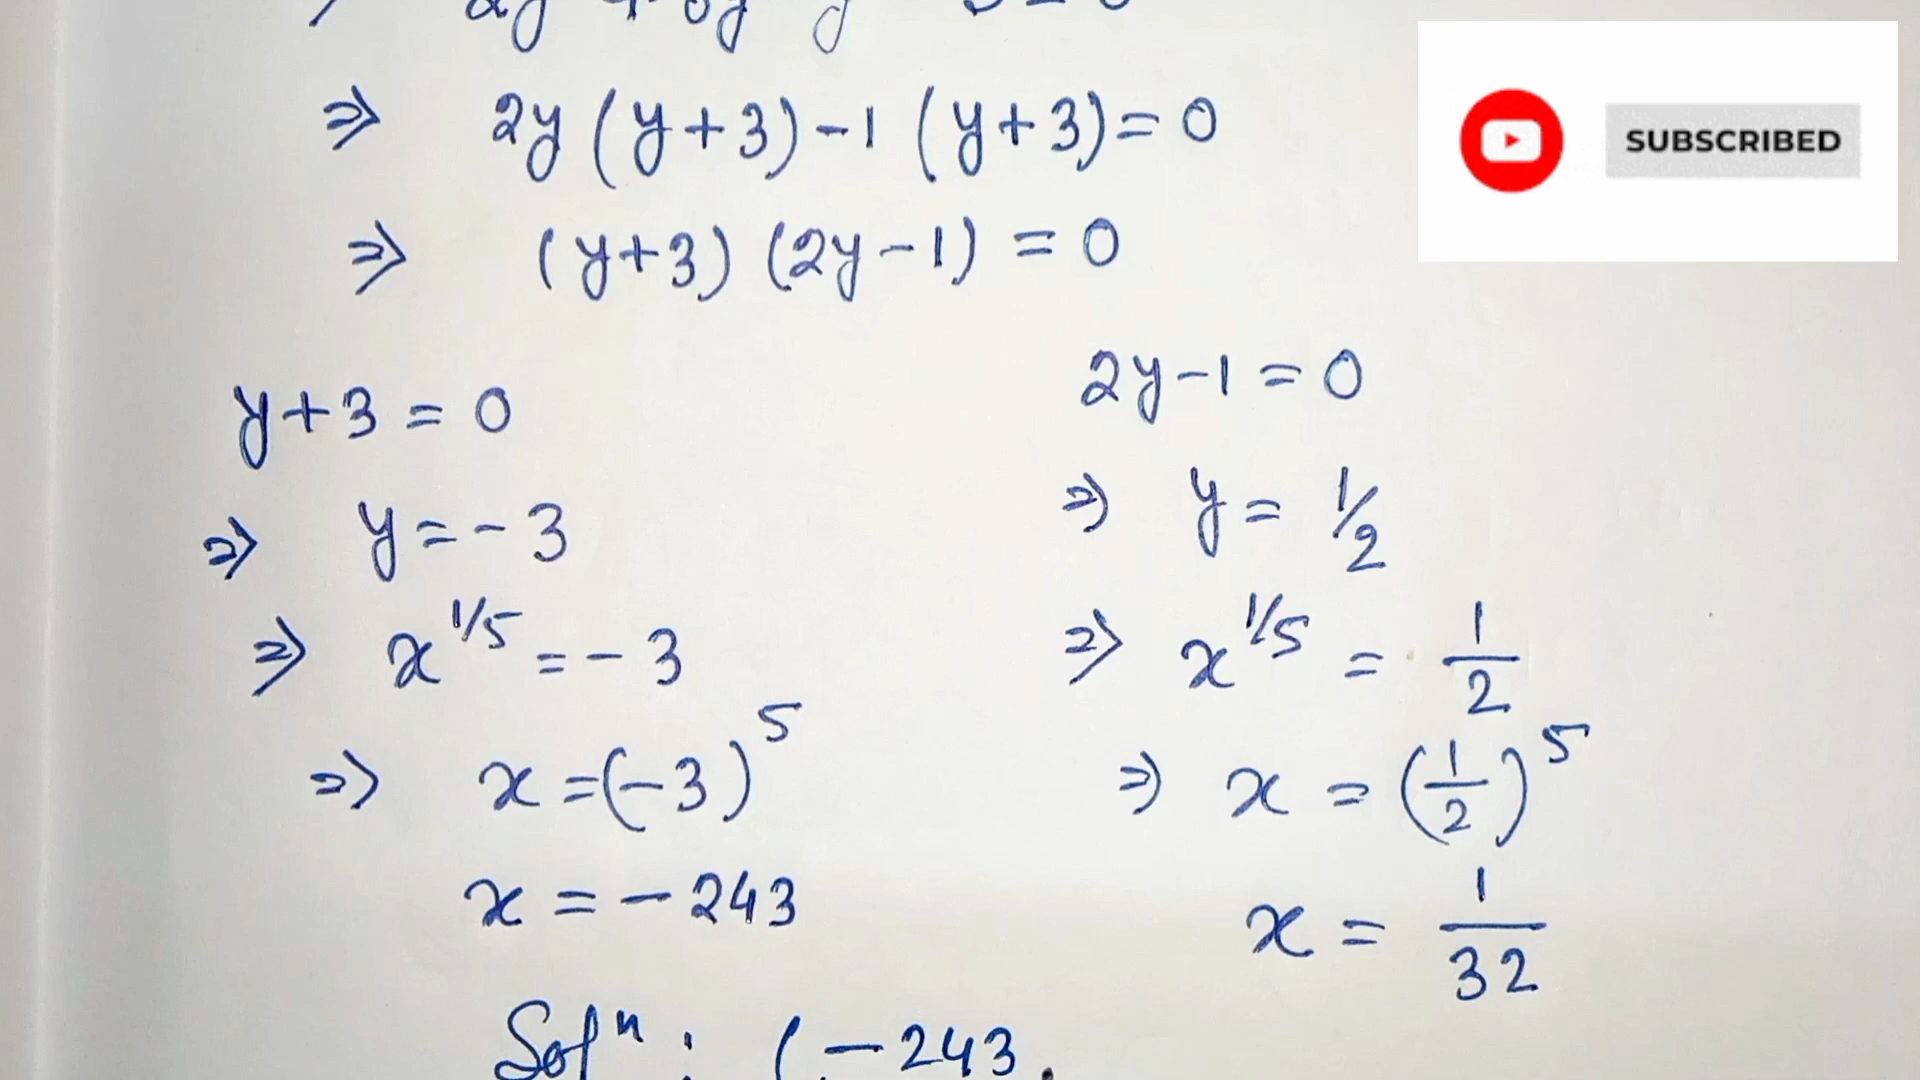 ⇒ 2y (y+3) -1 (y+3) = 0
SUBSCRIBED
⇒ (y+3) (2y-1) = 0
y+3 = 0
⇒ y = -3
⇒ x^1/5 = -3
⇒ x = (-3)^5
x = -243
2y-1 = 0
⇒ y = 1/2
⇒ x^1/5 = 1/2
⇒ x = (1/2)^5
x = 1/32
Solⁿ : (-243,